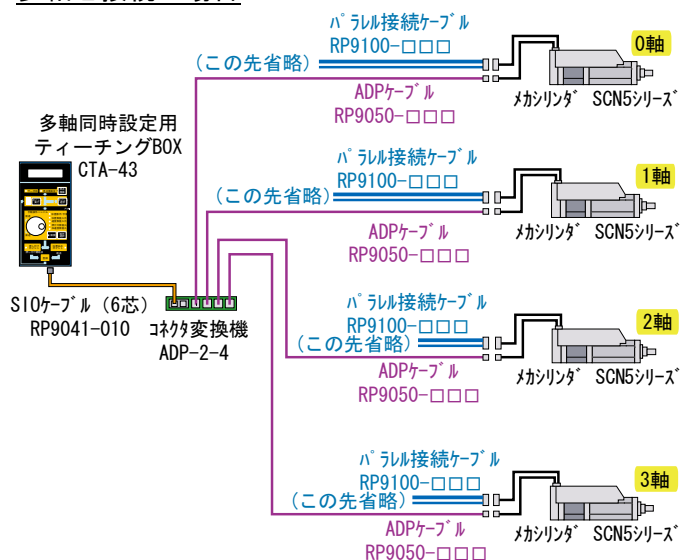 パラレル接続ケーブル
RP9100-□□□
(この先省略)
0軸
ADPケーブル
RP9050-□□□
メカシリンダ SCN5シリーズ
多軸同時設定用
ティーチングBOX
CTA-43
パラレル接続ケーブル
RP9100-□□□
(この先省略)
1軸
ADPケーブル
RP9050-□□□
メカシリンダ SCN5シリーズ
SIOケーブル（6芯）
RP9041-010
コネクタ変換機
ADP-2-4
パラレル接続ケーブル
RP9100-□□□
(この先省略)
2軸
ADPケーブル
RP9050-□□□
メカシリンダ SCN5シリーズ
パラレル接続ケーブル
RP9100-□□□
(この先省略)
3軸
ADPケーブル
RP9050-□□□
メカシリンダ SCN5シリーズ